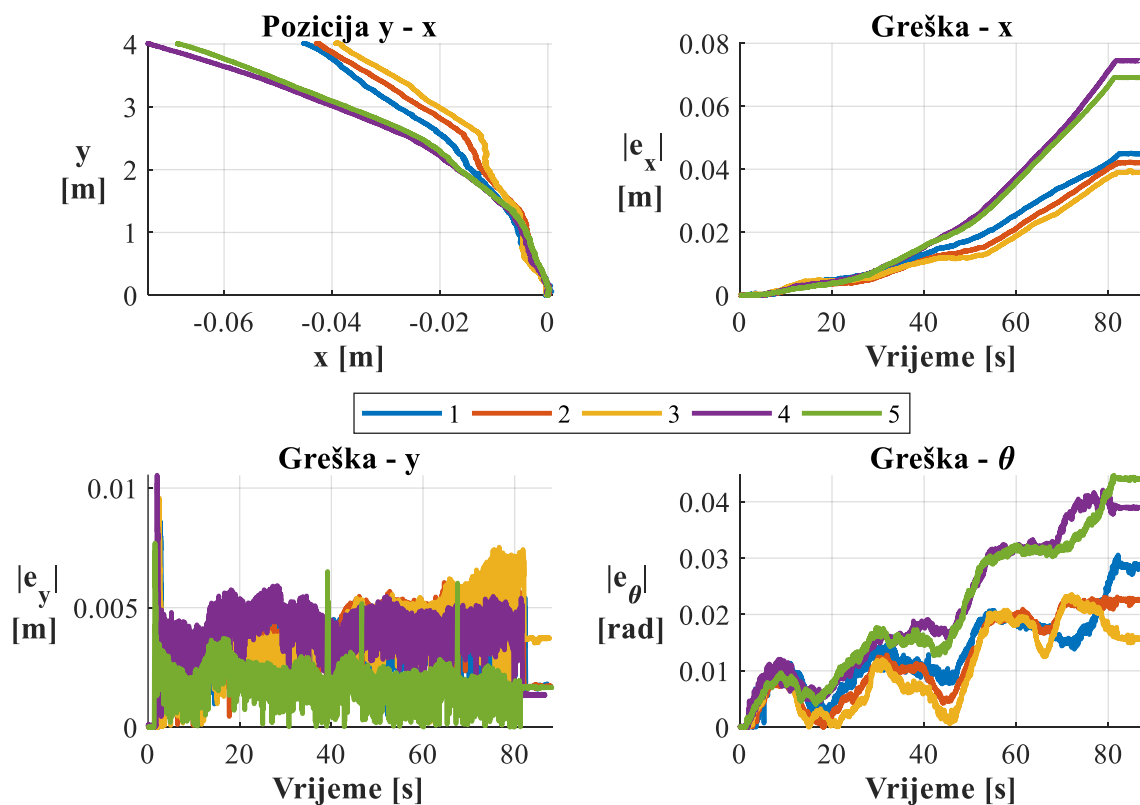 Pozicija y - x
4
3
2
1
0
y
[m]
-0.06 -0.04 -0.02 0
x [m]
Greška - x
0.08
0.06
0.04
0.02
0
|e_x|
[m]
0 20 40 60 80
Vrijeme [s]
1 2 3 4 5
Greška - y
0.01
0.005
0
|e_y|
[m]
0 20 40 60 80
Vrijeme [s]
Greška - θ
0.04
0.03
0.02
0.01
0
|e_θ|
[rad]
0 20 40 60 80
Vrijeme [s]